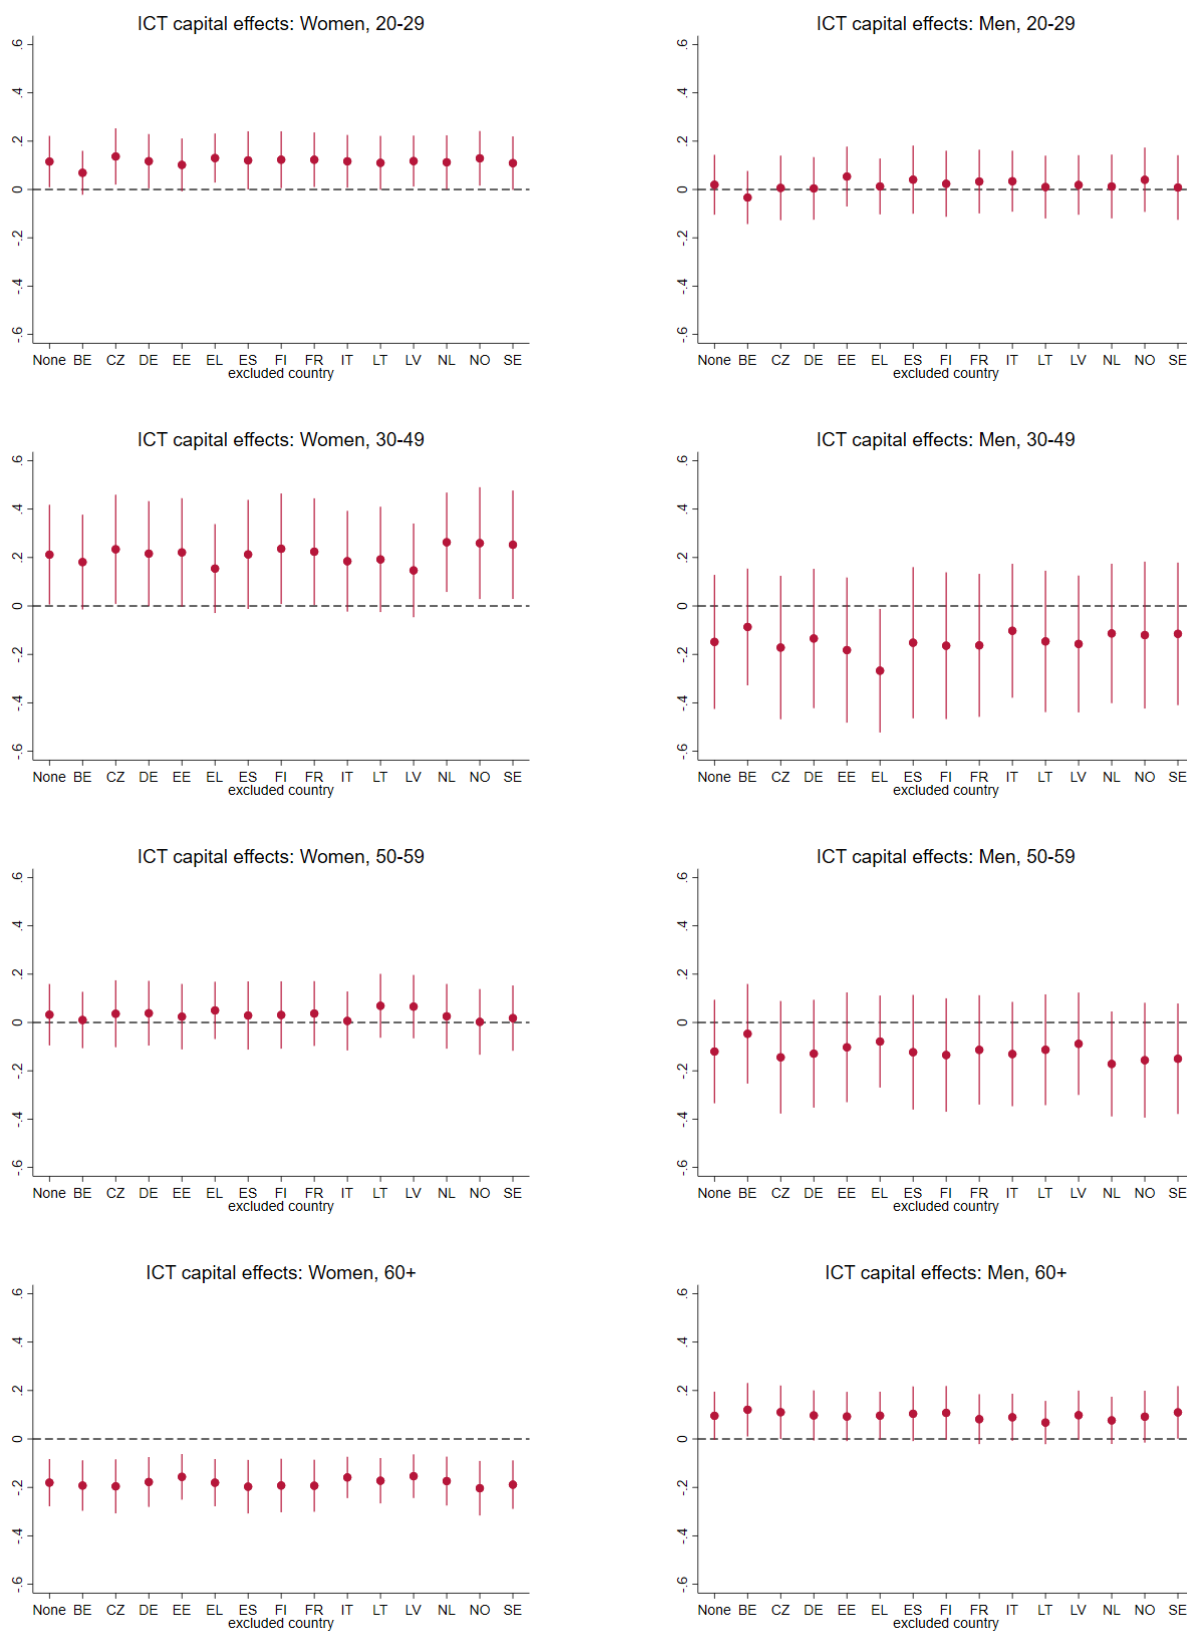 ICT capital effects: Women, 20-29
.6
.4
.2
0
-.2
-.4
-.6
None BE CZ DE EE EL ES FI FR IT LT LV NL NO SE
excluded country
ICT capital effects: Men, 20-29
.6
.4
.2
0
-.2
-.4
-.6
None BE CZ DE EE EL ES FI FR IT LT LV NL NO SE
excluded country
ICT capital effects: Women, 30-49
.6
.4
.2
0
-.2
-.4
-.6
None BE CZ DE EE EL ES FI FR IT LT LV NL NO SE
excluded country
ICT capital effects: Men, 30-49
.6
.4
.2
0
-.2
-.4
-.6
None BE CZ DE EE EL ES FI FR IT LT LV NL NO SE
excluded country
ICT capital effects: Women, 50-59
.6
.4
.2
0
-.2
-.4
-.6
None BE CZ DE EE EL ES FI FR IT LT LV NL NO SE
excluded country
ICT capital effects: Men, 50-59
.6
.4
.2
0
-.2
-.4
-.6
None BE CZ DE EE EL ES FI FR IT LT LV NL NO SE
excluded country
ICT capital effects: Women, 60+
.6
.4
.2
0
-.2
-.4
-.6
None BE CZ DE EE EL ES FI FR IT LT LV NL NO SE
excluded country
ICT capital effects: Men, 60+
.6
.4
.2
0
-.2
-.4
-.6
None BE CZ DE EE EL ES FI FR IT LT LV NL NO SE
excluded country